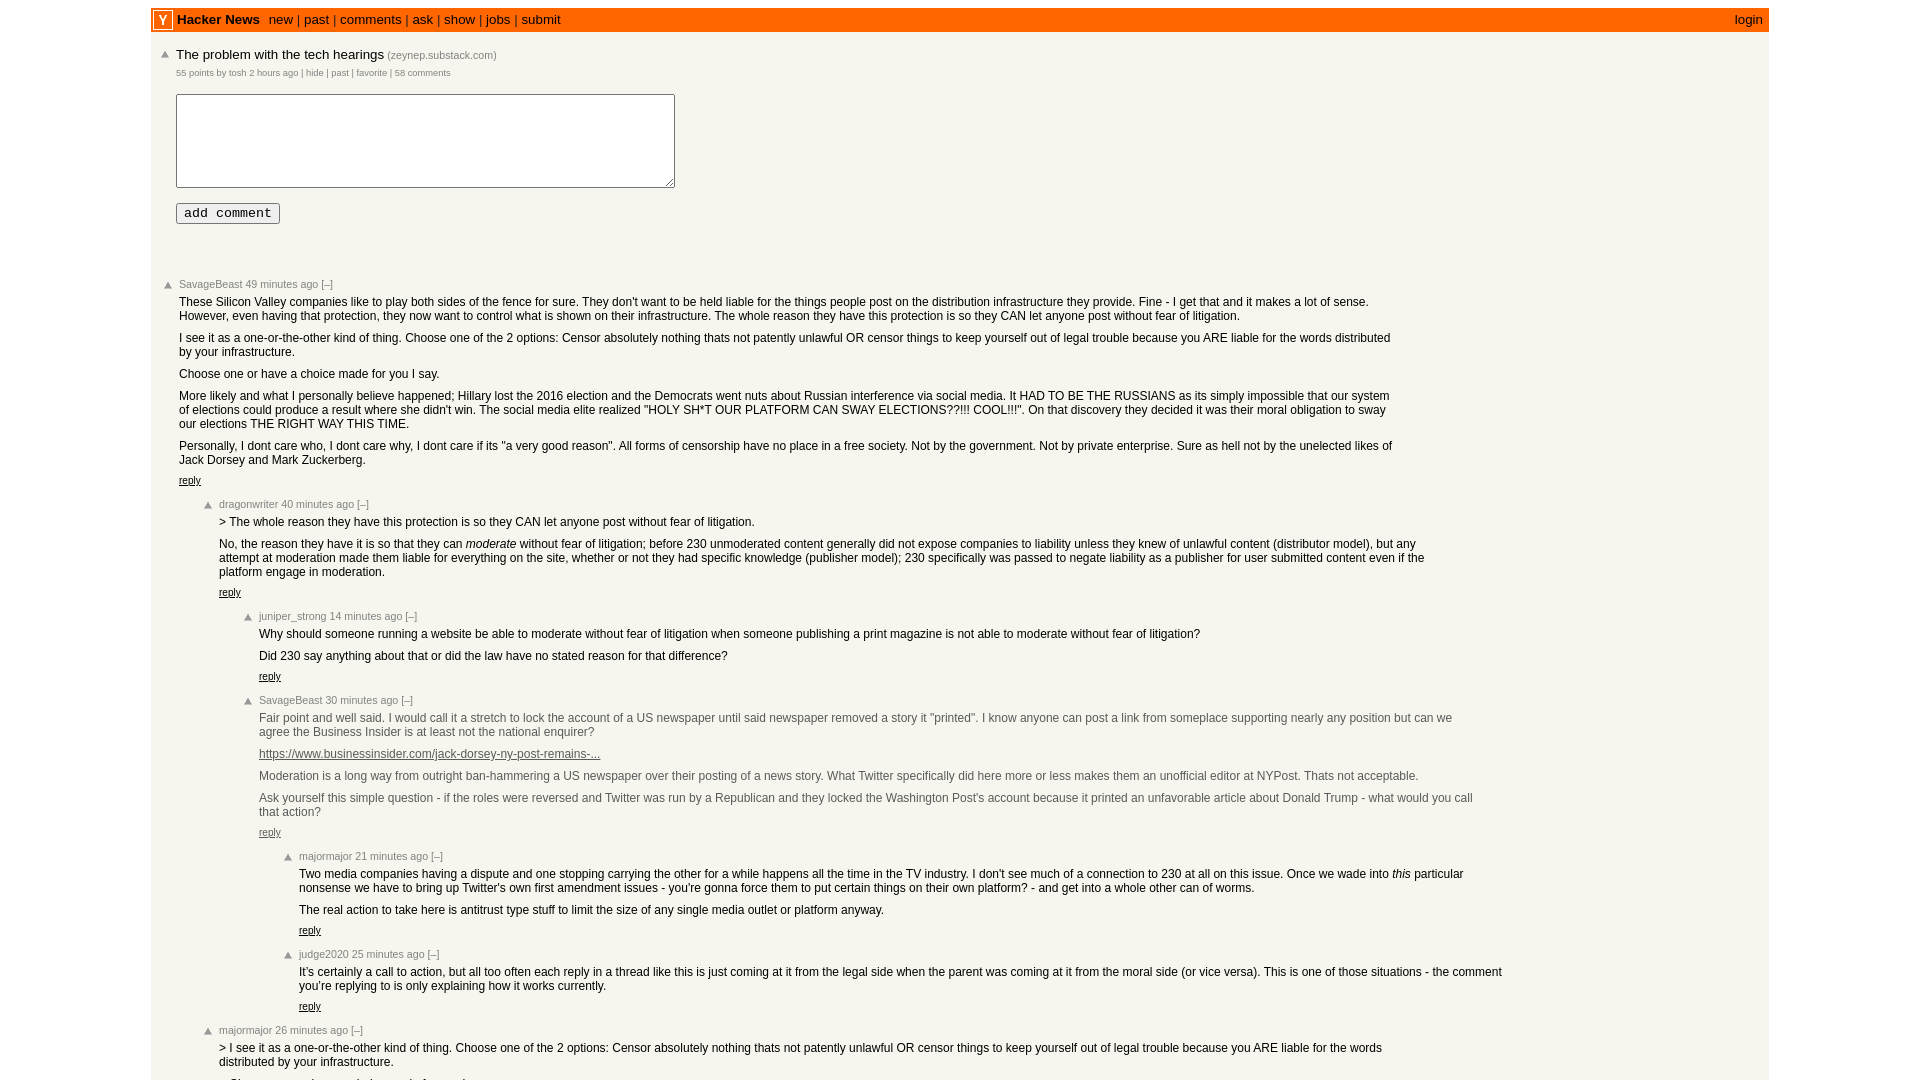 Y Hacker News new | past | comments | ask | show | jobs | submit login
The problem with the tech hearings (zeynep.substack.com)
55 points by tosh 2 hours ago | hide | past | favorite | 58 comments
add comment
SavageBeast 49 minutes ago [–]
These Silicon Valley companies like to play both sides of the fence for sure. They don't want to be held liable for the things people post on the distribution infrastructure they provide. Fine - I get that and it makes a lot of sense.
However, even having that protection, they now want to control what is shown on their infrastructure. The whole reason they have this protection is so they CAN let anyone post without fear of litigation.
I see it as a one-or-the-other kind of thing. Choose one of the 2 options: Censor absolutely nothing thats not patently unlawful OR censor things to keep yourself out of legal trouble because you ARE liable for the words distributed
by your infrastructure.
Choose one or have a choice made for you I say.
More likely and what I personally believe happened; Hillary lost the 2016 election and the Democrats went nuts about Russian interference via social media. It HAD TO BE THE RUSSIANS as its simply impossible that our system
of elections could produce a result where she didn't win. The social media elite realized "HOLY SH*T OUR PLATFORM CAN SWAY ELECTIONS??!!! COOL!!!". On that discovery they decided it was their moral obligation to sway
our elections THE RIGHT WAY THIS TIME.
Personally, I dont care who, I dont care why, I dont care if its "a very good reason". All forms of censorship have no place in a free society. Not by the government. Not by private enterprise. Sure as hell not by the unelected likes of
Jack Dorsey and Mark Zuckerberg.
reply
dragonwriter 40 minutes ago [–]
> The whole reason they have this protection is so they CAN let anyone post without fear of litigation.
No, the reason they have it is so that they can moderate without fear of litigation; before 230 unmoderated content generally did not expose companies to liability unless they knew of unlawful content (distributor model), but any
attempt at moderation made them liable for everything on the site, whether or not they had specific knowledge (publisher model); 230 specifically was passed to negate liability as a publisher for user submitted content even if the
platform engage in moderation.
reply
juniper_strong 14 minutes ago [–]
Why should someone running a website be able to moderate without fear of litigation when someone publishing a print magazine is not able to moderate without fear of litigation?
Did 230 say anything about that or did the law have no stated reason for that difference?
reply
SavageBeast 30 minutes ago [–]
Fair point and well said. I would call it a stretch to lock the account of a US newspaper until said newspaper removed a story it "printed". I know anyone can post a link from someplace supporting nearly any position but can we
agree the Business Insider is at least not the national enquirer?
https://www.businessinsider.com/jack-dorsey-ny-post-remains-...
Moderation is a long way from outright ban-hammering a US newspaper over their posting of a news story. What Twitter specifically did here more or less makes them an unofficial editor at NYPost. Thats not acceptable.
Ask yourself this simple question - if the roles were reversed and Twitter was run by a Republican and they locked the Washington Post's account because it printed an unfavorable article about Donald Trump - what would you call
that action?
reply
majormajor 21 minutes ago [–]
Two media companies having a dispute and one stopping carrying the other for a while happens all the time in the TV industry. I don't see much of a connection to 230 at all on this issue. Once we wade into this particular
nonsense we have to bring up Twitter's own first amendment issues - you're gonna force them to put certain things on their own platform? - and get into a whole other can of worms.
The real action to take here is antitrust type stuff to limit the size of any single media outlet or platform anyway.
reply
judge2020 25 minutes ago [–]
It’s certainly a call to action, but all too often each reply in a thread like this is just coming at it from the legal side when the parent was coming at it from the moral side (or vice versa). This is one of those situations - the comment
you’re replying to is only explaining how it works currently.
reply
majormajor 26 minutes ago [–]
> I see it as a one-or-the-other kind of thing. Choose one of the 2 options: Censor absolutely nothing thats not patently unlawful OR censor things to keep yourself out of legal trouble because you ARE liable for the words
distributed by your infrastructure.